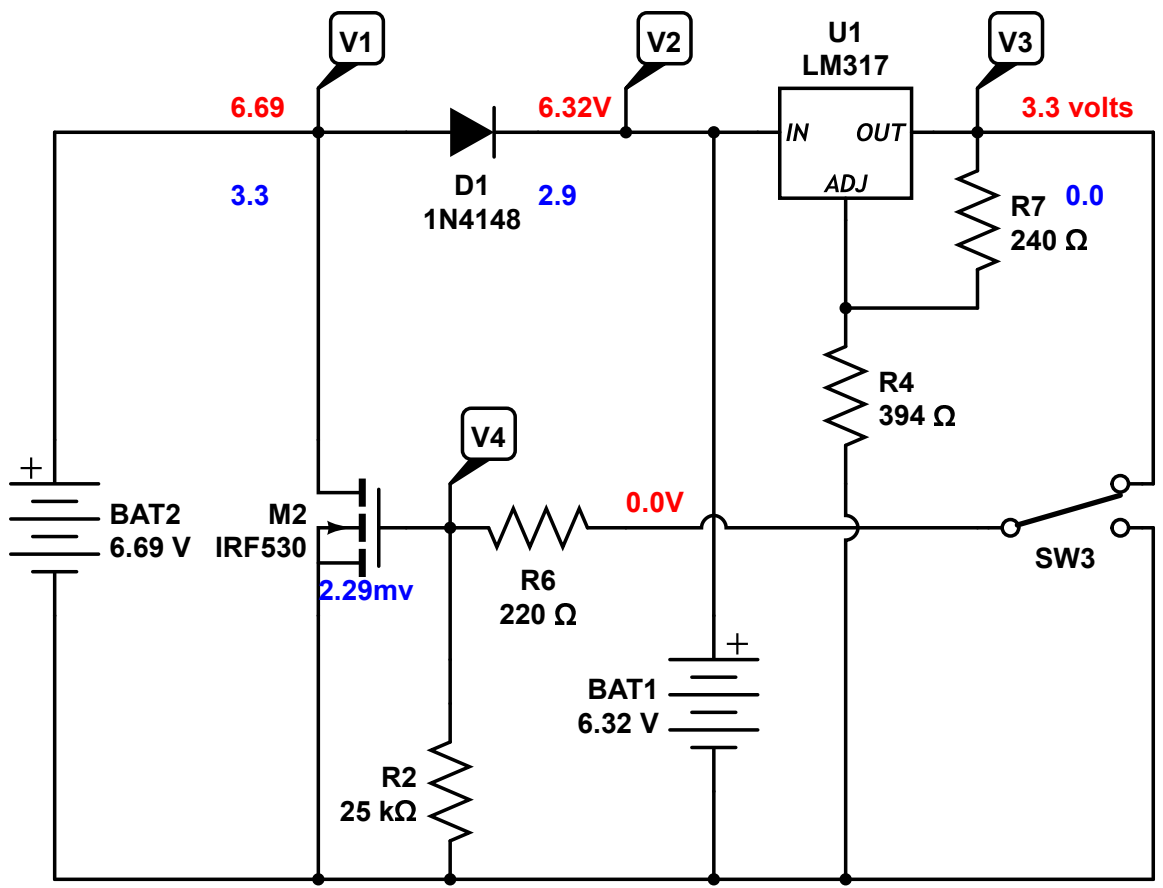 V1
V2
U1
LM317
V3
6.69
6.32V
3.3 volts
IN
OUT
ADJ
3.3
D1
1N4148
2.9
R7
240 Ω
0.0
R4
394 Ω
V4
+
BAT2
6.69 V
M2
IRF530
2.29mv
0.0V
R6
220 Ω
SW3
+
BAT1
6.32 V
R2
25 kΩ